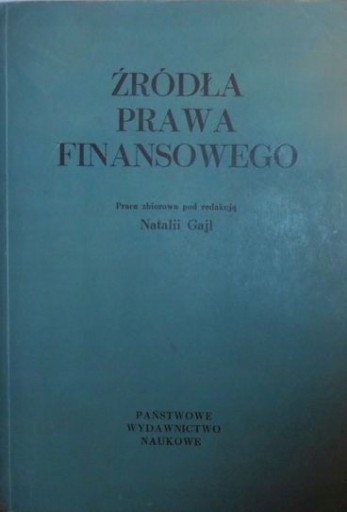 ŹRÓDŁA
PRAWA
FINANSOWEGO
Praca zbiorowa pod redakcją
Natalii Gajl
PAŃSTWOWE
WYDAWNICTWO
NAUKOWE